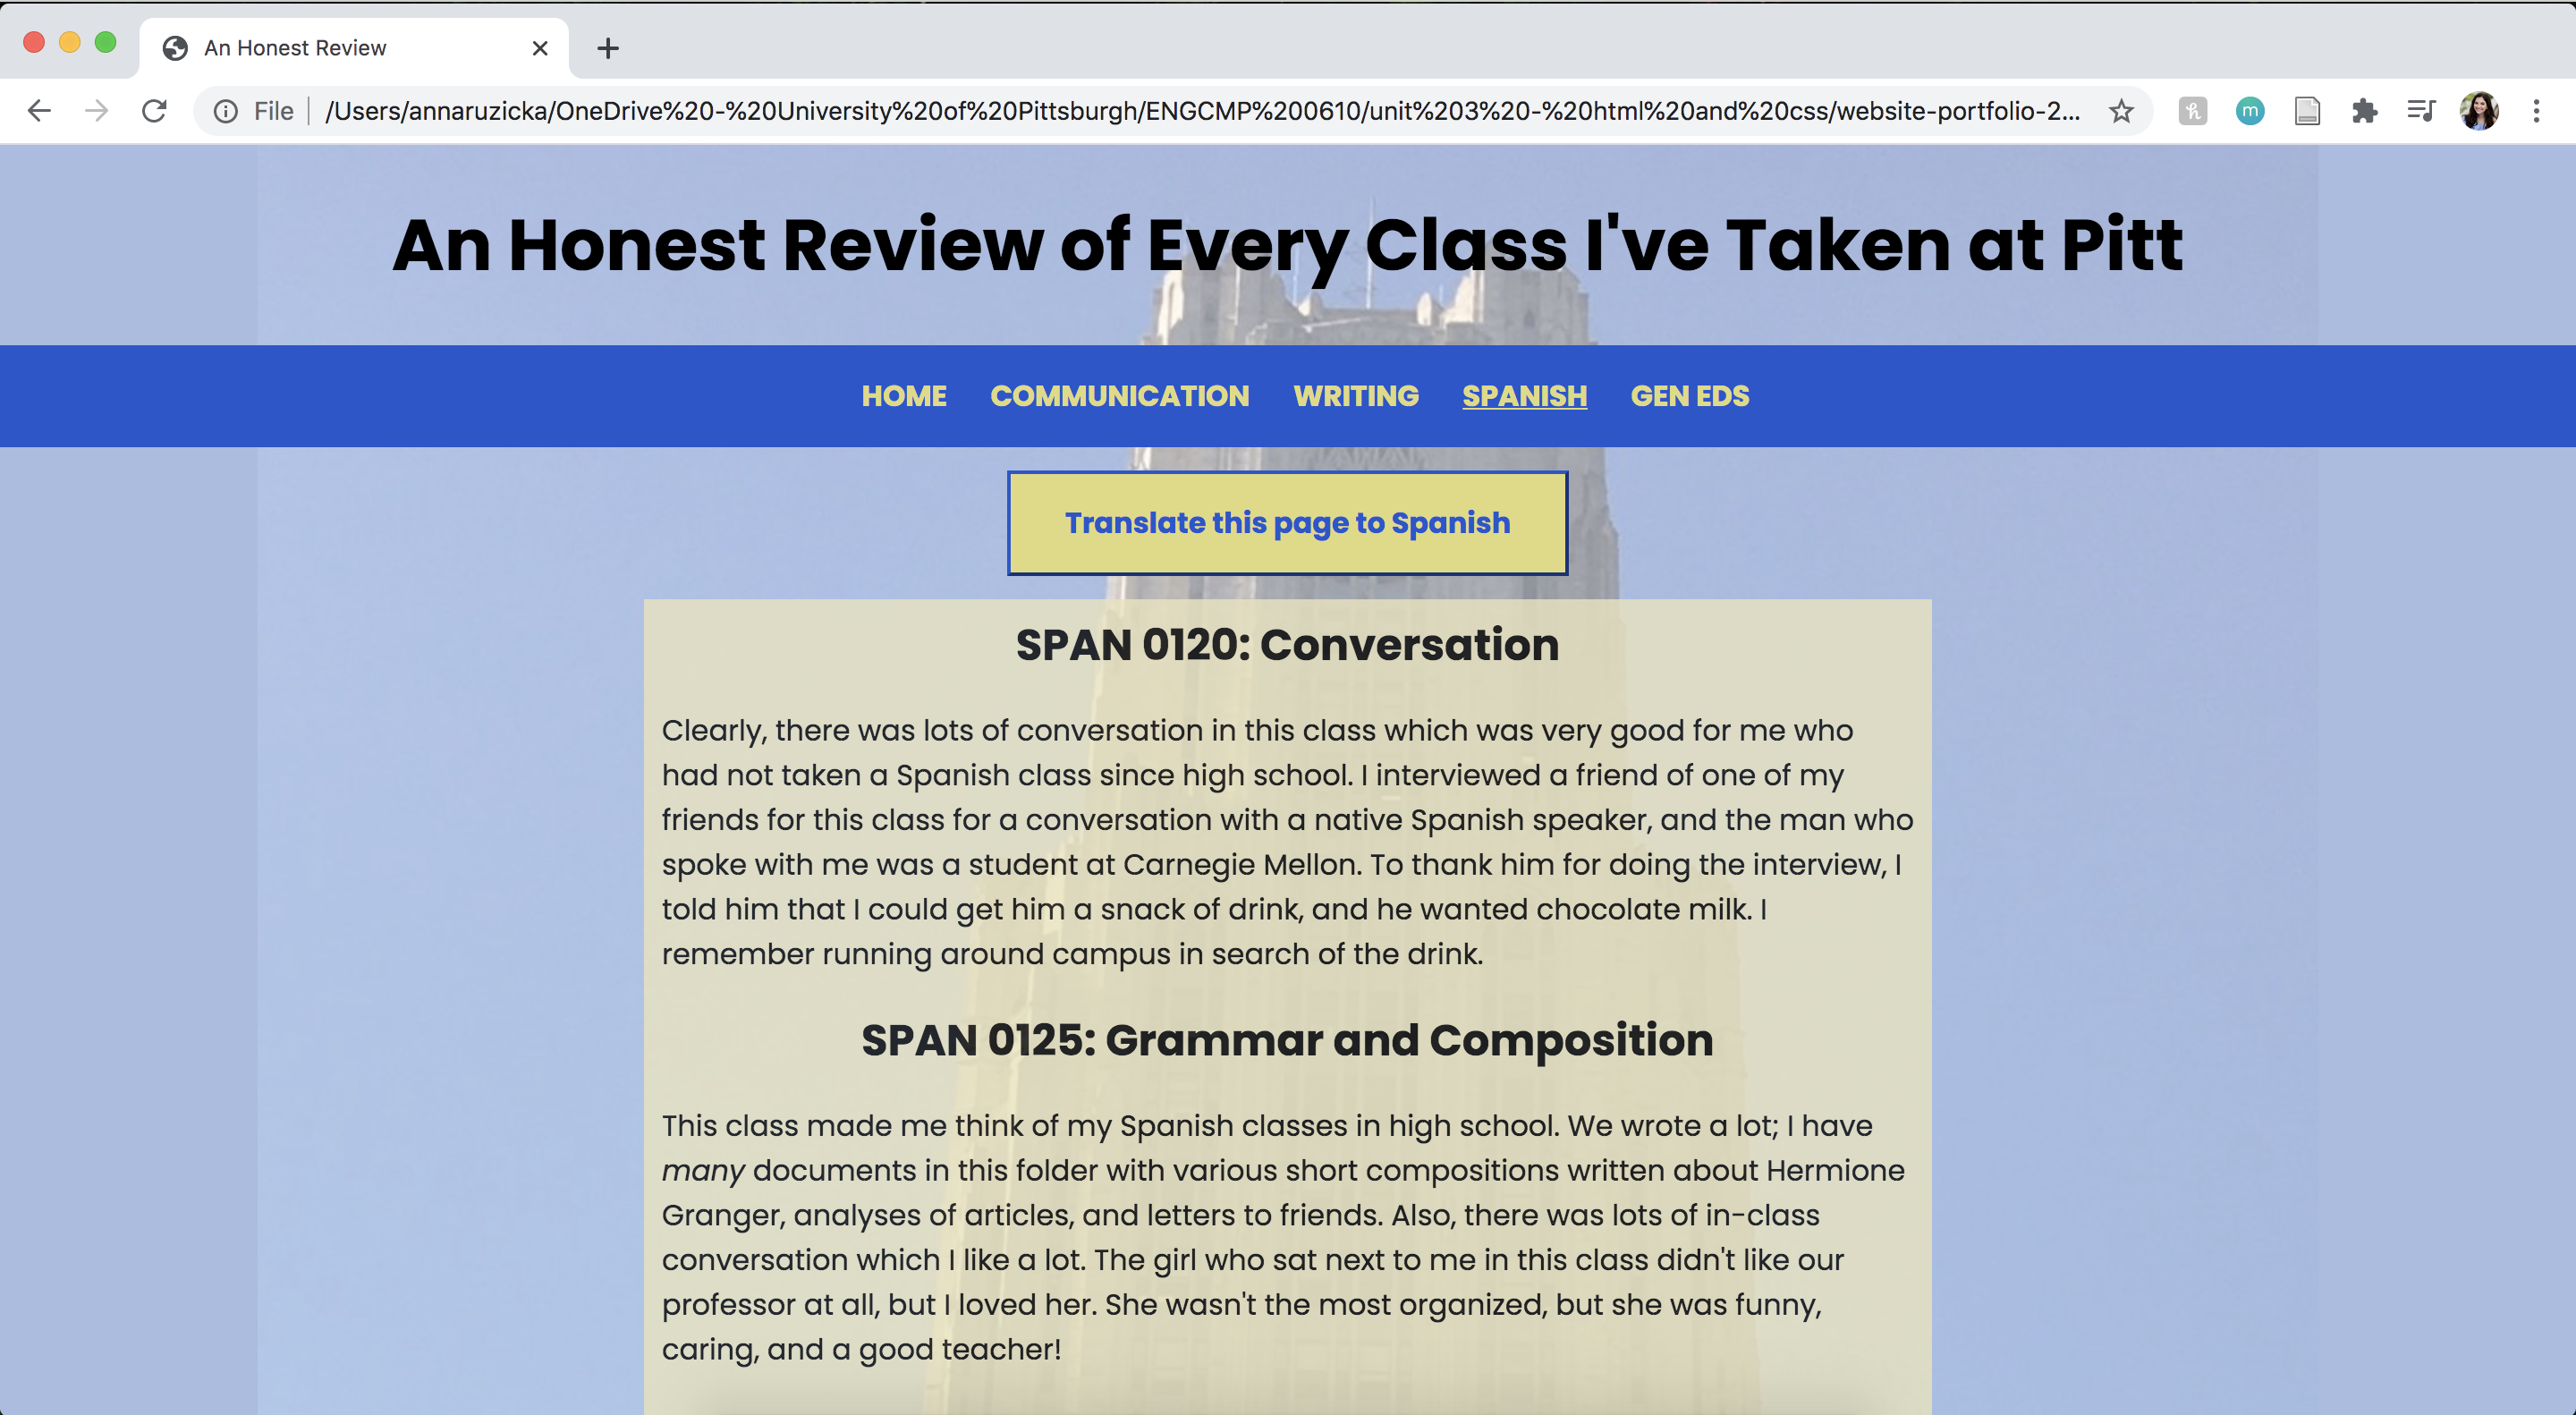 An Honest Review
File | /Users/annaruzicka/OneDrive%20-%20University%20of%20Pittsburgh/ENGCMP%200610/unit%203%20-%20html%20and%20css/website-portfolio-2...
h
m
An Honest Review of Every Class I've Taken at Pitt
HOME COMMUNICATION WRITING SPANISH GEN EDS
Translate this page to Spanish
SPAN 0120: Conversation
Clearly, there was lots of conversation in this class which was very good for me who
had not taken a Spanish class since high school. I interviewed a friend of one of my
friends for this class for a conversation with a native Spanish speaker, and the man who
spoke with me was a student at Carnegie Mellon. To thank him for doing the interview, I
told him that I could get him a snack of drink, and he wanted chocolate milk. I
remember running around campus in search of the drink.
SPAN 0125: Grammar and Composition
This class made me think of my Spanish classes in high school. We wrote a lot; I have
many documents in this folder with various short compositions written about Hermione
Granger, analyses of articles, and letters to friends. Also, there was lots of in-class
conversation which I like a lot. The girl who sat next to me in this class didn't like our
professor at all, but I loved her. She wasn't the most organized, but she was funny,
caring, and a good teacher!